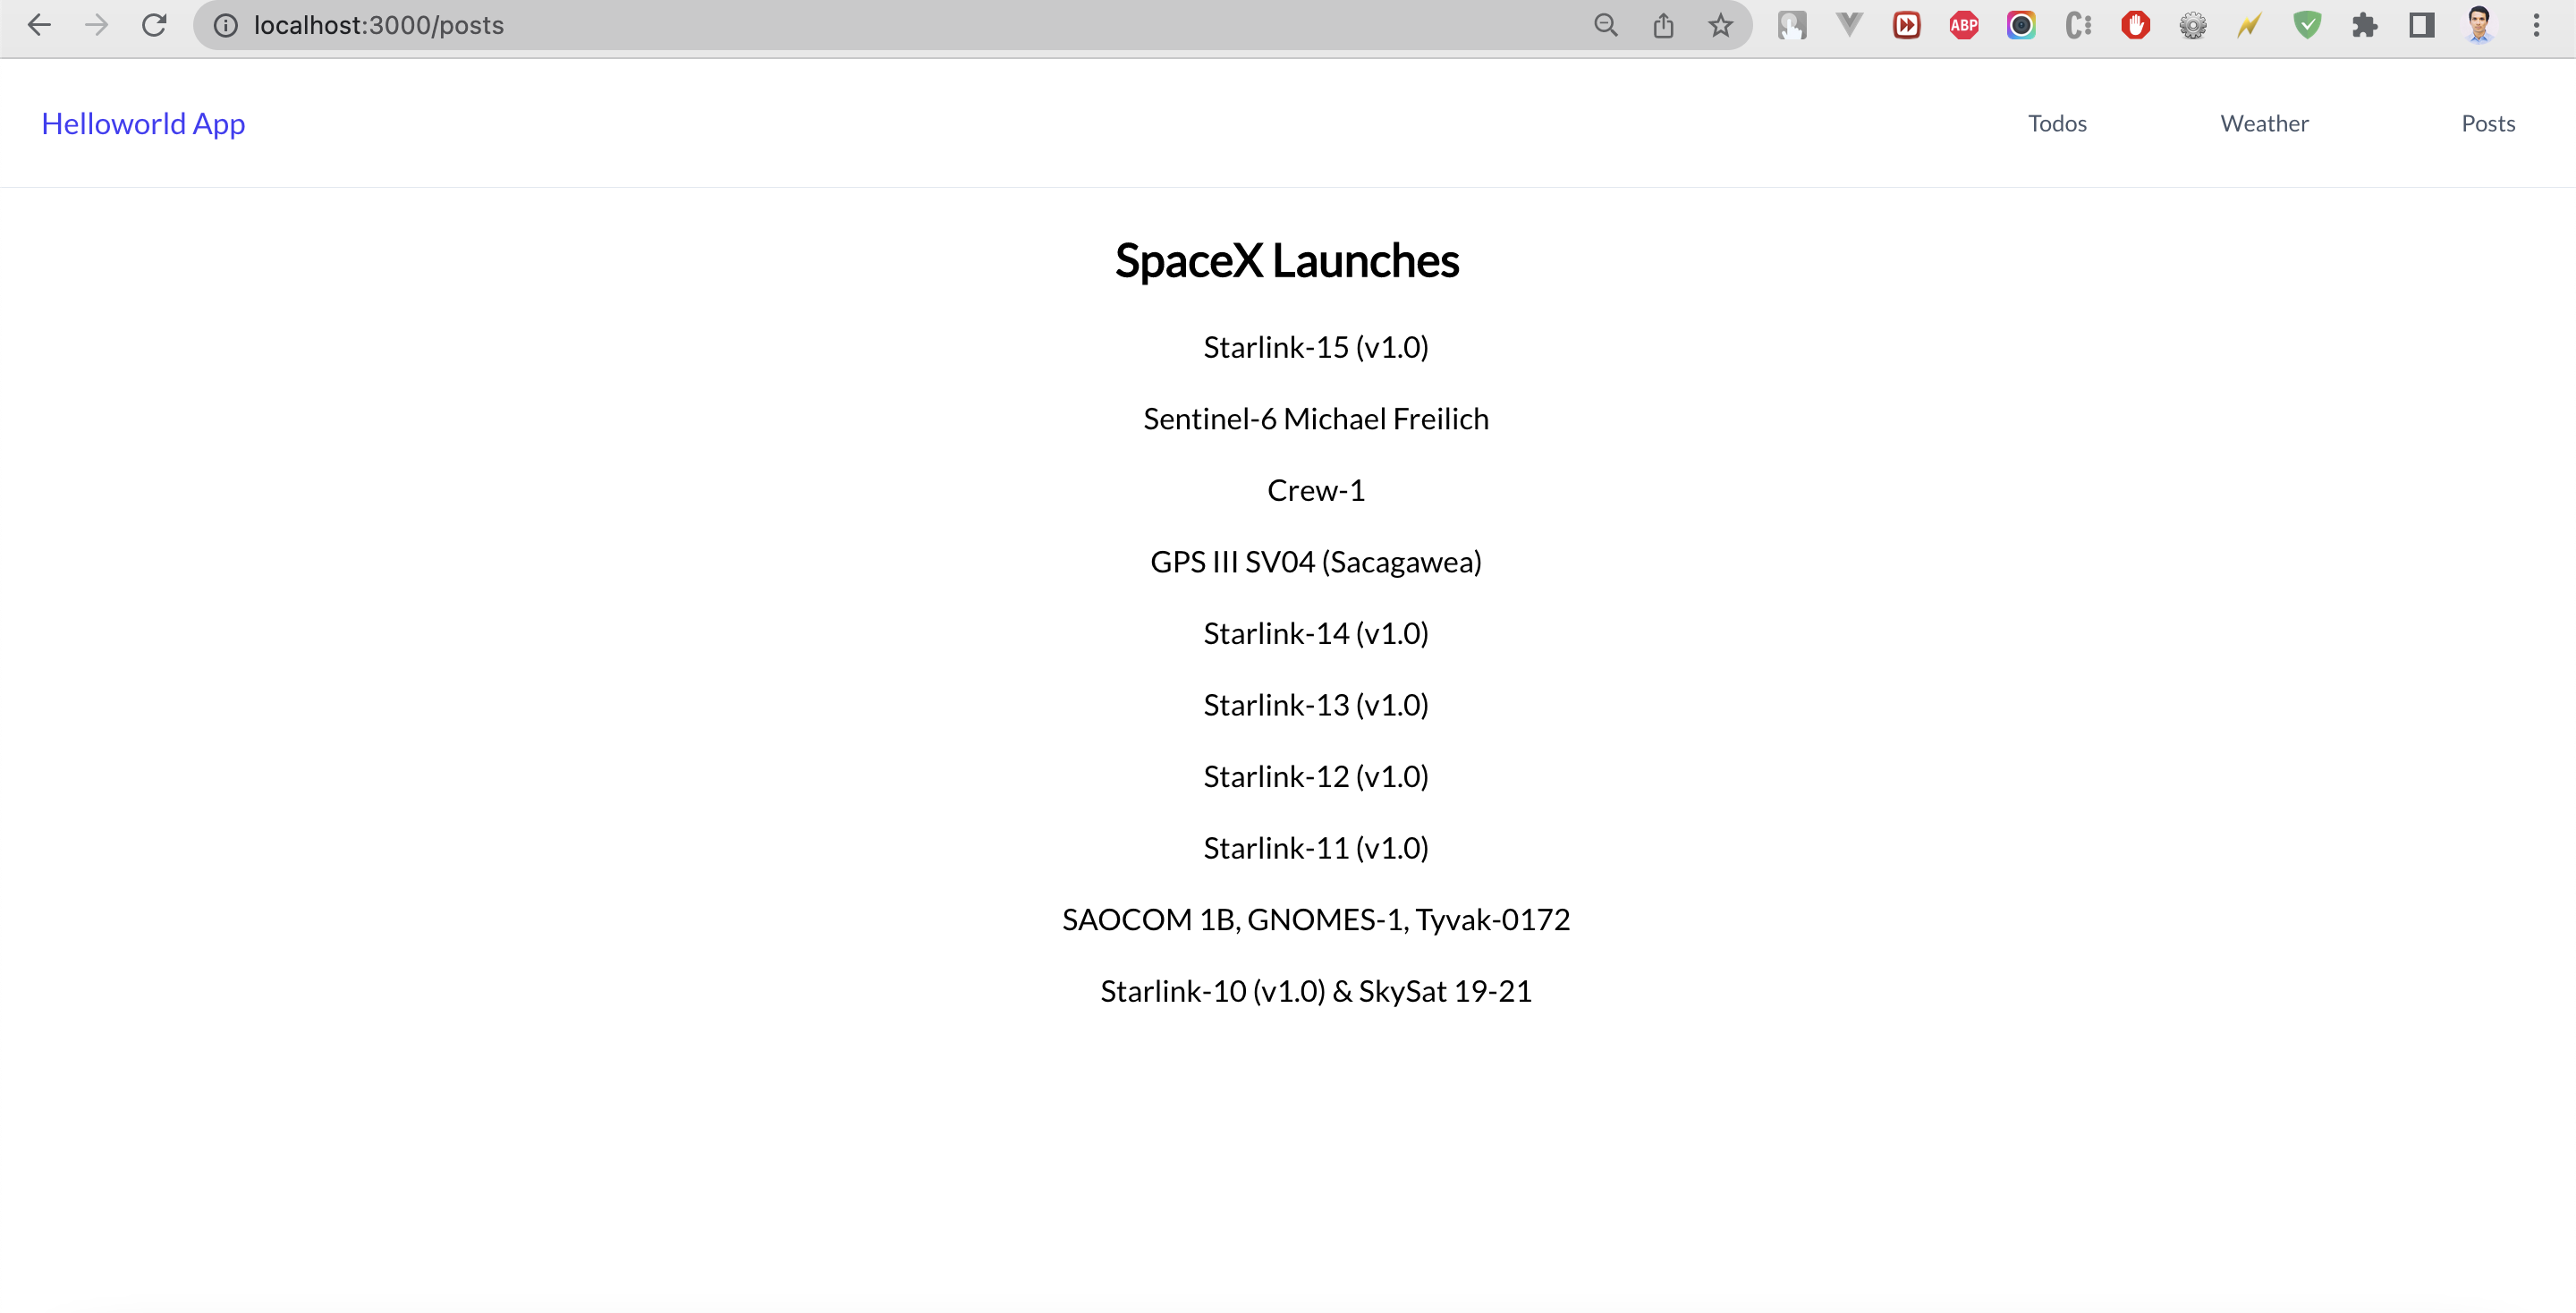 localhost:3000/posts
ABP
Helloworld App
Todos
Weather
Posts
SpaceX Launches
Starlink-15 (v1.0)
Sentinel-6 Michael Freilich
Crew-1
GPS III SV04 (Sacagawea)
Starlink-14 (v1.0)
Starlink-13 (v1.0)
Starlink-12 (v1.0)
Starlink-11 (v1.0)
SAOCOM 1B, GNOMES-1, Tyvak-0172
Starlink-10 (v1.0) & SkySat 19-21